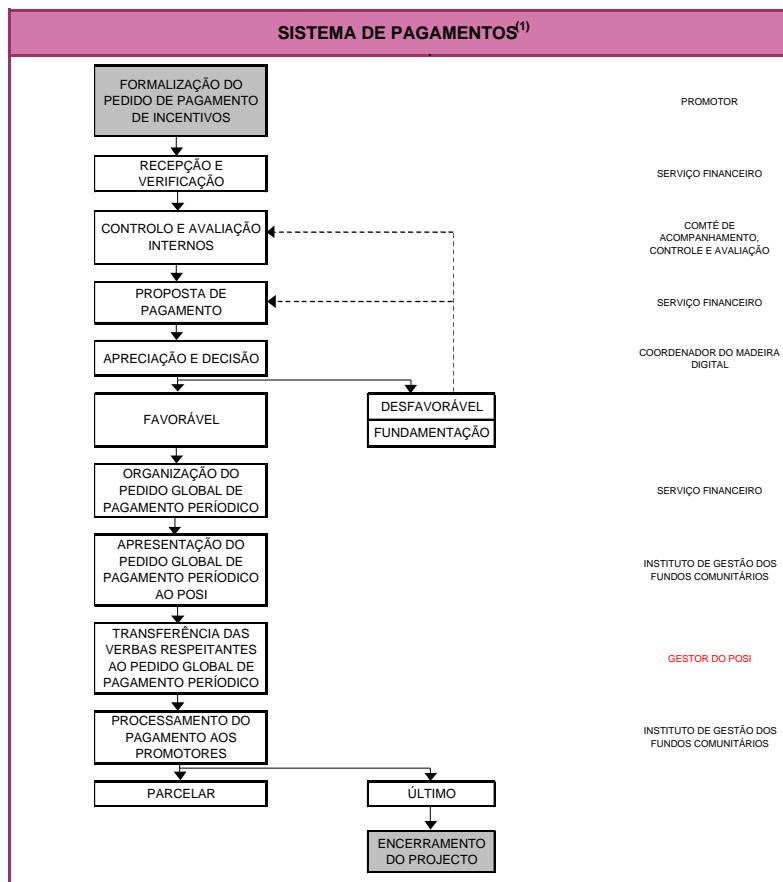 SISTEMA DE PAGAMENTOS(1)
FORMALIZAÇÃO DO
PEDIDO DE PAGAMENTO
DE INCENTIVOS
PROMOTOR
RECEPÇÃO E
VERIFICAÇÃO
SERVIÇO FINANCEIRO
CONTROLO E AVALIAÇÃO
INTERNOS
COMTÉ DE
ACOMPANHAMENTO,
CONTROLE E AVALIAÇÃO
PROPOSTA DE
PAGAMENTO
SERVIÇO FINANCEIRO
APRECIAÇÃO E DECISÃO
COORDENADOR DO MADEIRA
DIGITAL
FAVORÁVEL
DESFAVORÁVEL
FUNDAMENTAÇÃO
ORGANIZAÇÃO DO
PEDIDO GLOBAL DE
PAGAMENTO PERÍODICO
SERVIÇO FINANCEIRO
APRESENTAÇÃO DO
PEDIDO GLOBAL DE
PAGAMENTO PERÍODICO
AO POSI
INSTITUTO DE GESTÃO DOS
FUNDOS COMUNITÁRIOS
TRANSFERÊNCIA DAS
VERBAS RESPEITANTES
AO PEDIDO GLOBAL DE
PAGAMENTO PERÍODICO
GESTOR DO POSI
PROCESSAMENTO DO
PAGAMENTO AOS
PROMOTORES
INSTITUTO DE GESTÃO DOS
FUNDOS COMUNITÁRIOS
PARCELAR
ÚLTIMO
ENCERRAMENTO
DO PROJECTO